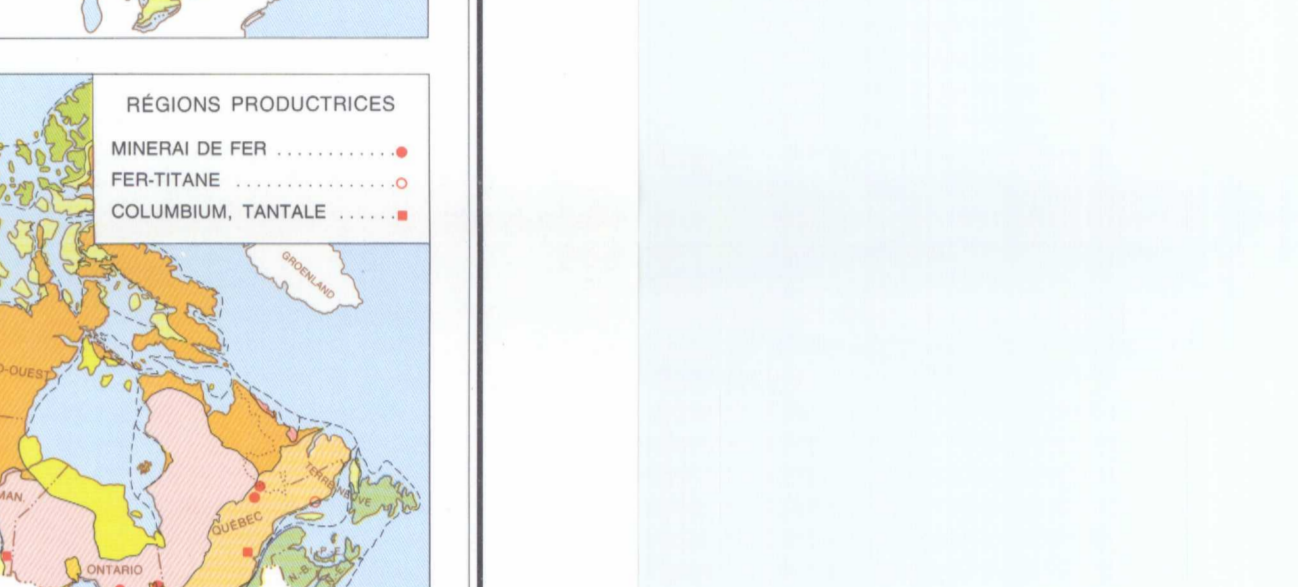 RÉGIONS PRODUCTRICES
MINERAI DE FER ..............
FER-TITANE ................
COLUMBIUM, TANTALE ......
GROENLAND
O-OUEST
TERRE-NEUVE
MAN.
QUÉBEC
ONTARIO
N.-B.
P.-E.